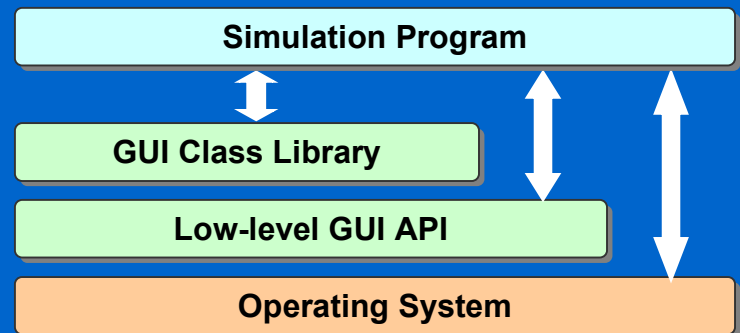 Simulation Program
GUI Class Library
Low-level GUI API
Operating System